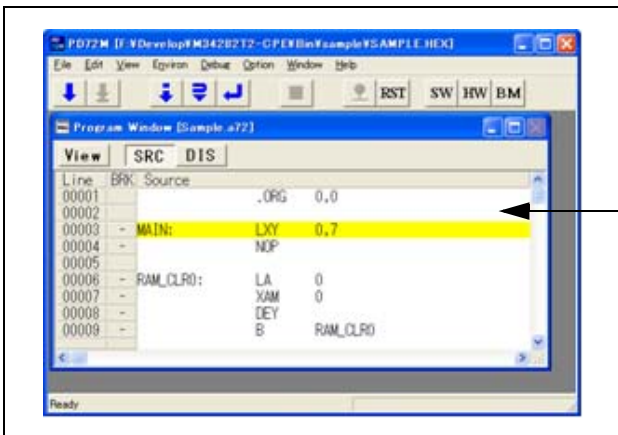 PD72M [F:¥Develop¥M34282T2-CPE¥Bin¥sample¥SAMPLE.HEX]
File Edit View Environ Debug Option Window Help
RST SW HW BM
Program Window [Sample.a72]
View SRC DIS
Line BRK Source
00001 .ORG 0,0
00002
00003 - MAIN: LXY 0,7
00004 - NOP
00005
00006 - RAM_CLR0: LA 0
00007 - XAM 0
00008 - DEY
00009 - B RAM_CLR0
Ready